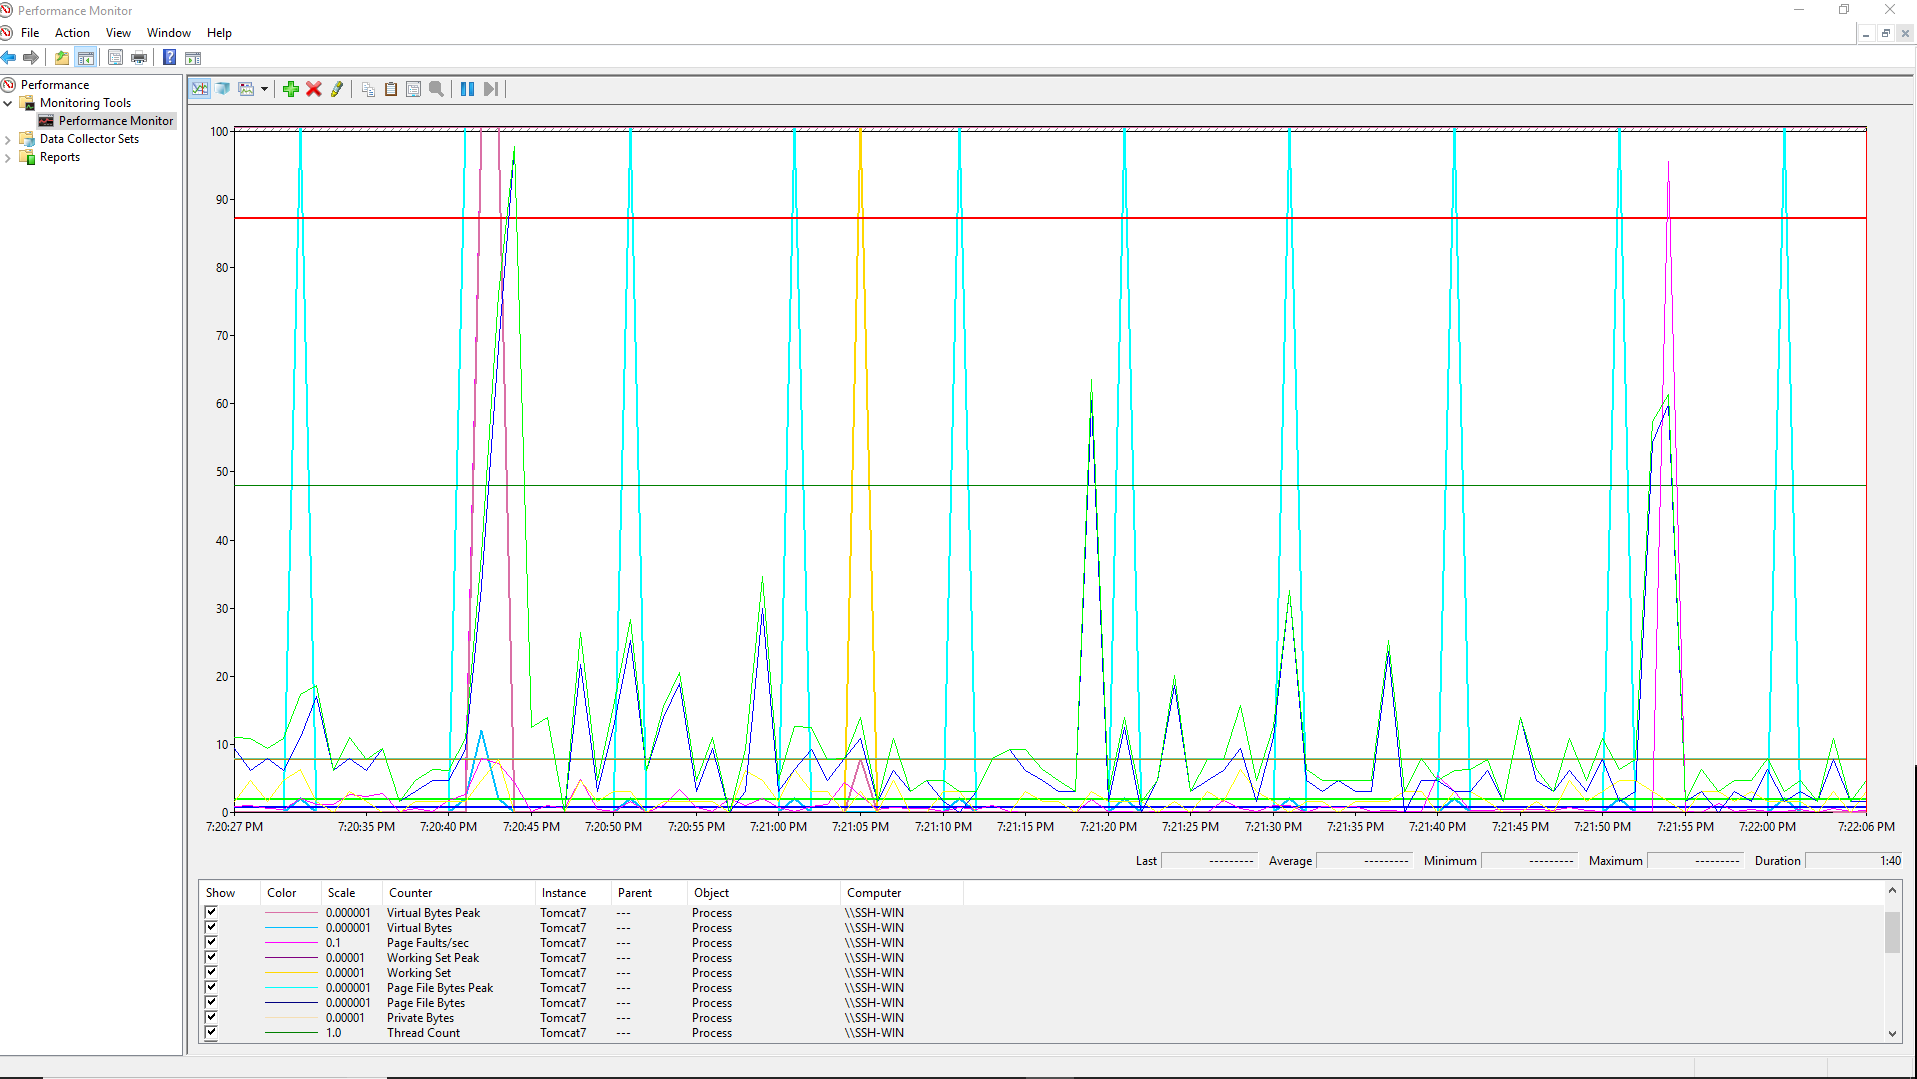 Performance Monitor
File Action View Window Help
Performance
Monitoring Tools
Performance Monitor
Data Collector Sets
Reports
100
90
80
70
60
50
40
30
20
10
0
7:20:27 PM 7:20:35 PM 7:20:40 PM 7:20:45 PM 7:20:50 PM 7:20:55 PM 7:21:00 PM 7:21:05 PM 7:21:10 PM 7:21:15 PM 7:21:20 PM 7:21:25 PM 7:21:30 PM 7:21:35 PM 7:21:40 PM 7:21:45 PM 7:21:50 PM 7:21:55 PM 7:22:00 PM 7:22:06 PM
Last --------- Average --------- Minimum --------- Maximum --------- Duration 1:40
Show Color Scale Counter Instance Parent Object Computer
0.000001 Virtual Bytes Peak Tomcat7 --- Process \\SSH-WIN
0.000001 Virtual Bytes Tomcat7 --- Process \\SSH-WIN
0.1 Page Faults/sec Tomcat7 --- Process \\SSH-WIN
0.00001 Working Set Peak Tomcat7 --- Process \\SSH-WIN
0.00001 Working Set Tomcat7 --- Process \\SSH-WIN
0.000001 Page File Bytes Peak Tomcat7 --- Process \\SSH-WIN
0.000001 Page File Bytes Tomcat7 --- Process \\SSH-WIN
0.00001 Private Bytes Tomcat7 --- Process \\SSH-WIN
1.0 Thread Count Tomcat7 --- Process \\SSH-WIN